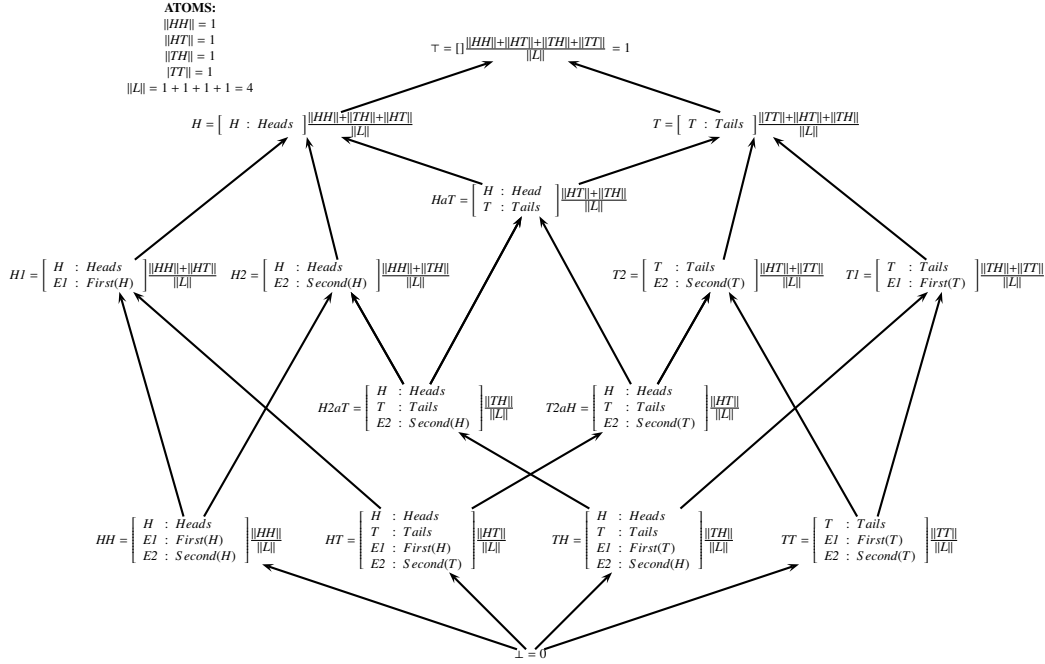 ATOMS:
||HH|| = 1
||HT|| = 1
||TH|| = 1
|TT|| = 1
||L|| = 1 + 1 + 1 + 1 = 4
⊤ = [] ||HH||+||HT||+||TH||+||TT|| / ||L|| = 1
H = [ H : Heads ] ||HH||+||TH||+||HT|| / ||L||
T = [ T : Tails ] ||TT||+||HT||+||TH|| / ||L||
HaT = [ H : Head
T : Tails ] ||HT||+||TH|| / ||L||
H1 = [ H : Heads
E1 : First(H) ] ||HH||+||HT|| / ||L||
H2 = [ H : Heads
E2 : Second(H) ] ||HH||+||TH|| / ||L||
T2 = [ T : Tails
E2 : Second(T) ] ||HT||+||TT|| / ||L||
T1 = [ T : Tails
E1 : First(T) ] ||TH||+||TT|| / ||L||
H2aT = [ H : Heads
T : Tails
E2 : Second(H) ] ||TH|| / ||L||
T2aH = [ H : Heads
T : Tails
E2 : Second(T) ] ||HT|| / ||L||
HH = [ H : Heads
E1 : First(H)
E2 : Second(H) ] ||HH|| / ||L||
HT = [ H : Heads
T : Tails
E1 : First(H)
E2 : Second(T) ] ||HT|| / ||L||
TH = [ H : Heads
T : Tails
E1 : First(T)
E2 : Second(H) ] ||TH|| / ||L||
TT = [ T : Tails
E1 : First(T)
E2 : Second(T) ] ||TT|| / ||L||
⊥ = 0